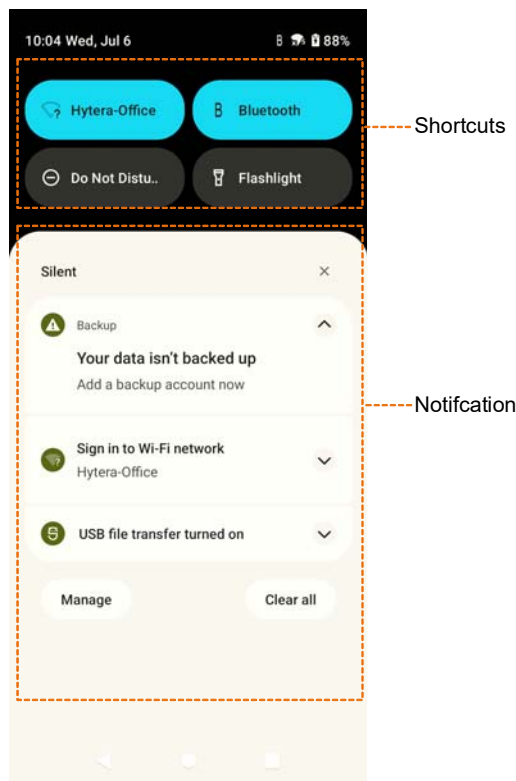 10:04 Wed, Jul 6 88%
Hytera-Office Bluetooth
Shortcuts
Do Not Distu.. Flashlight
Silent
Backup
Your data isn't backed up
Add a backup account now
Notifcation
Sign in to Wi-Fi network
Hytera-Office
USB file transfer turned on
Manage Clear all